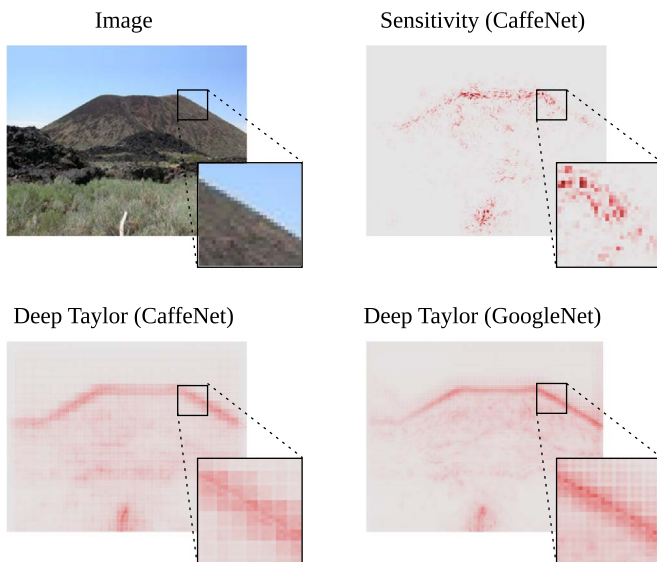 Image
Sensitivity (CaffeNet)
Deep Taylor (CaffeNet)
Deep Taylor (GoogleNet)